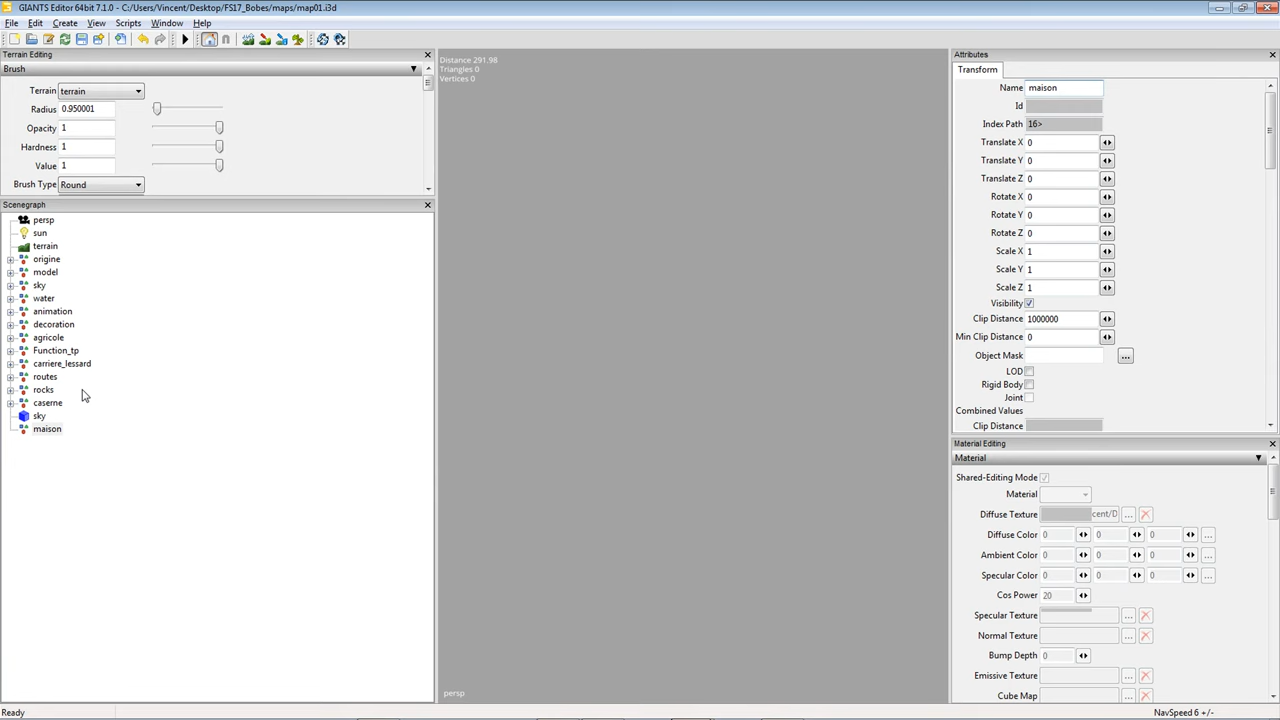 GIANTS Editor 64bit 7.1.0 - C:/Users/Vincent/Desktop/FS17_Bobes/maps/map01.i3d
File Edit Create View Scripts Window Help
Terrain Editing
Brush
Terrain terrain
Radius 0.950001
Opacity 1
Hardness 1
Value 1
Brush Type Round
Scenegraph
persp
sun
terrain
origine
model
sky
water
animation
decoration
agricole
Function_tp
carriere_lessard
routes
rocks
caserne
sky
maison
Distance 291.98
Triangles 0
Vertices 0
persp
Attributes
Transform
Name maison
Id
Index Path 16>
Translate X 0
Translate Y 0
Translate Z 0
Rotate X 0
Rotate Y 0
Rotate Z 0
Scale X 1
Scale Y 1
Scale Z 1
Visibility
Clip Distance 1000000
Min Clip Distance 0
Object Mask ...
LOD
Rigid Body
Joint
Combined Values
Clip Distance
Material Editing
Material
Shared-Editing Mode
Material
Diffuse Texture cent/D ...
Diffuse Color 0 0 0 ...
Ambient Color 0 0 0 ...
Specular Color 0 0 0 ...
Cos Power 20
Specular Texture ...
Normal Texture ...
Bump Depth 0
Emissive Texture ...
Cube Map ...
Ready
NavSpeed 6 +/-